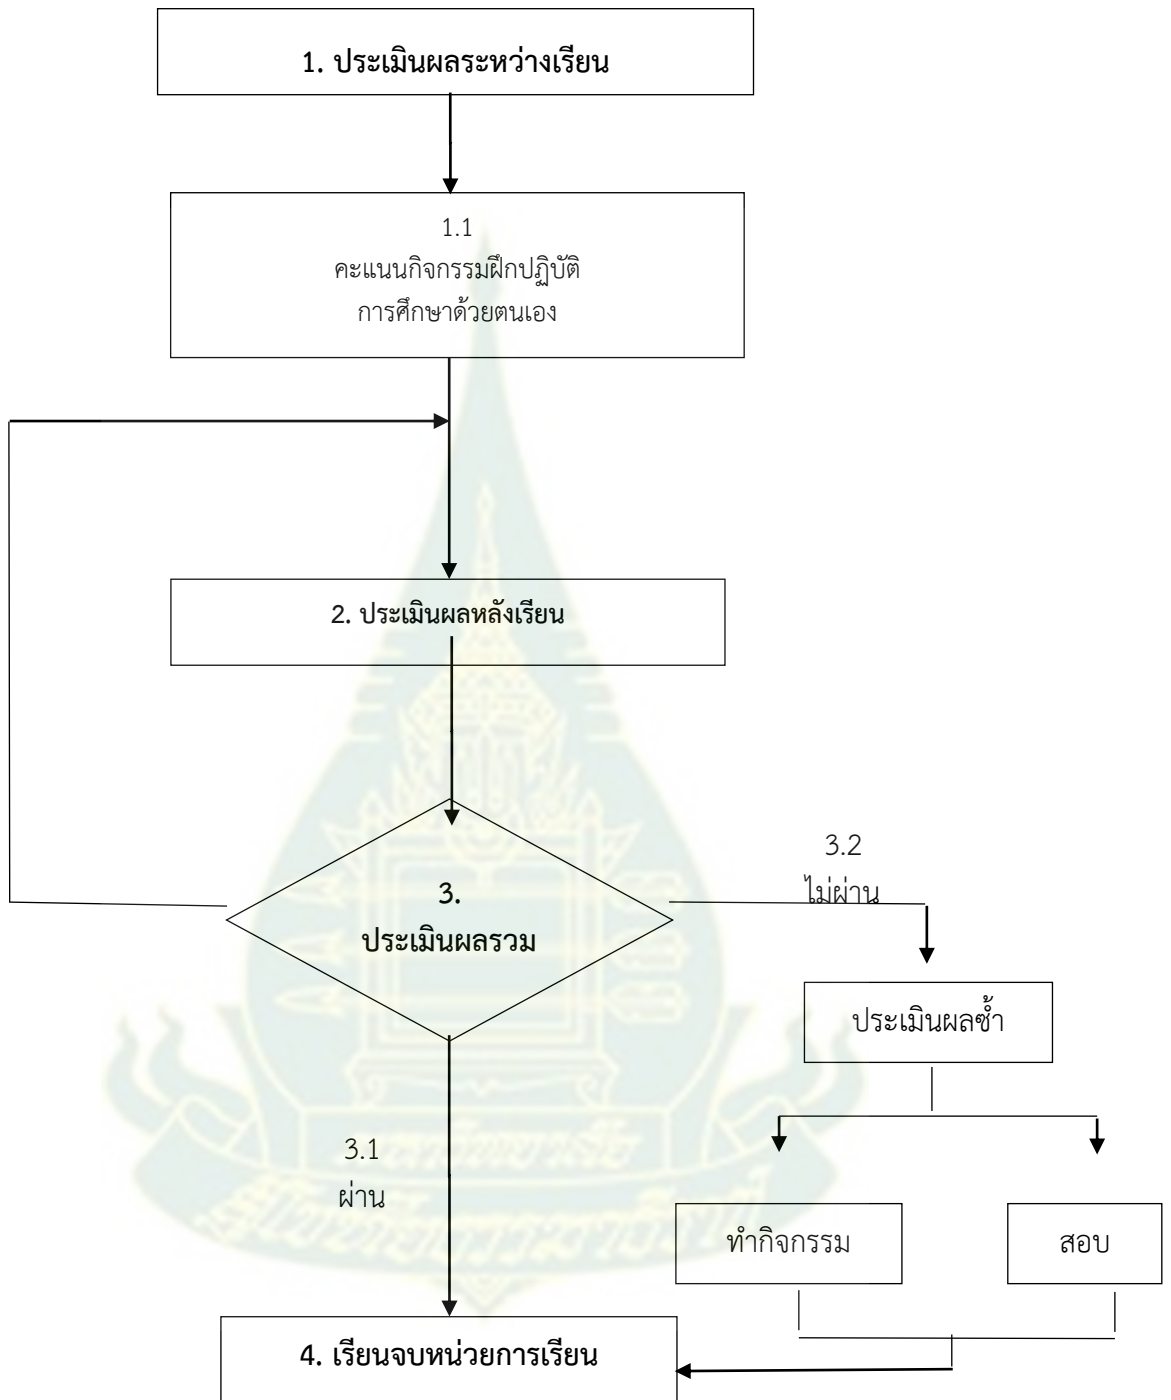 1. ประเมินผลระหว่างเรียน
1.1
คะแนนกิจกรรมฝึกปฏิบัติ
การศึกษาด้วยตนเอง
2. ประเมินผลหลังเรียน
3.
ประเมินผลรวม
3.2
ไม่ผ่าน
ประเมินผลซ้ำ
3.1
ผ่าน
ทำกิจกรรม
สอบ
4. เรียนจบหน่วยการเรียน